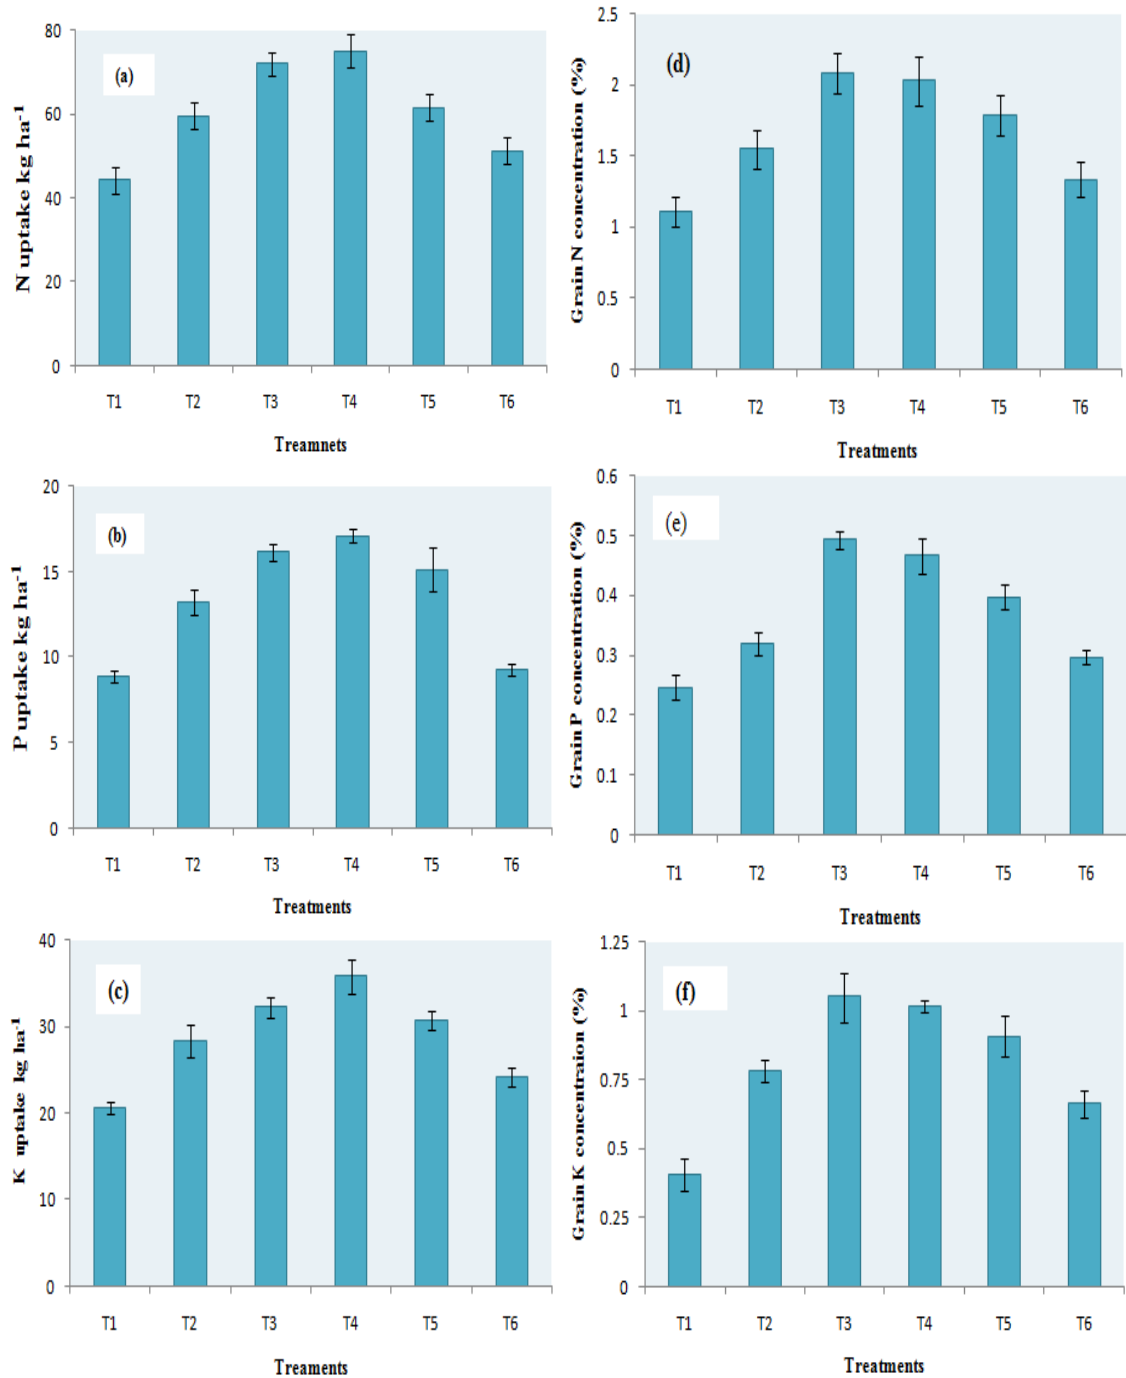 (a)
N uptake kg ha⁻¹
80
60
40
20
0
T1 T2 T3 T4 T5 T6
Treamnets
(d)
Grain N concentration (%)
2.5
2
1.5
1
0.5
0
T1 T2 T3 T4 T5 T6
Treatments
(b)
P uptake kg ha⁻¹
20
15
10
5
0
T1 T2 T3 T4 T5 T6
Treatments
(e)
Grain P concentration (%)
0.6
0.5
0.4
0.3
0.2
0.1
0
T1 T2 T3 T4 T5 T6
Treatments
(c)
K uptake kg ha⁻¹
40
30
20
10
0
T1 T2 T3 T4 T5 T6
Treaments
(f)
Grain K concentraion (%)
1.25
1
0.75
0.5
0.25
0
T1 T2 T3 T4 T5 T6
Treatments